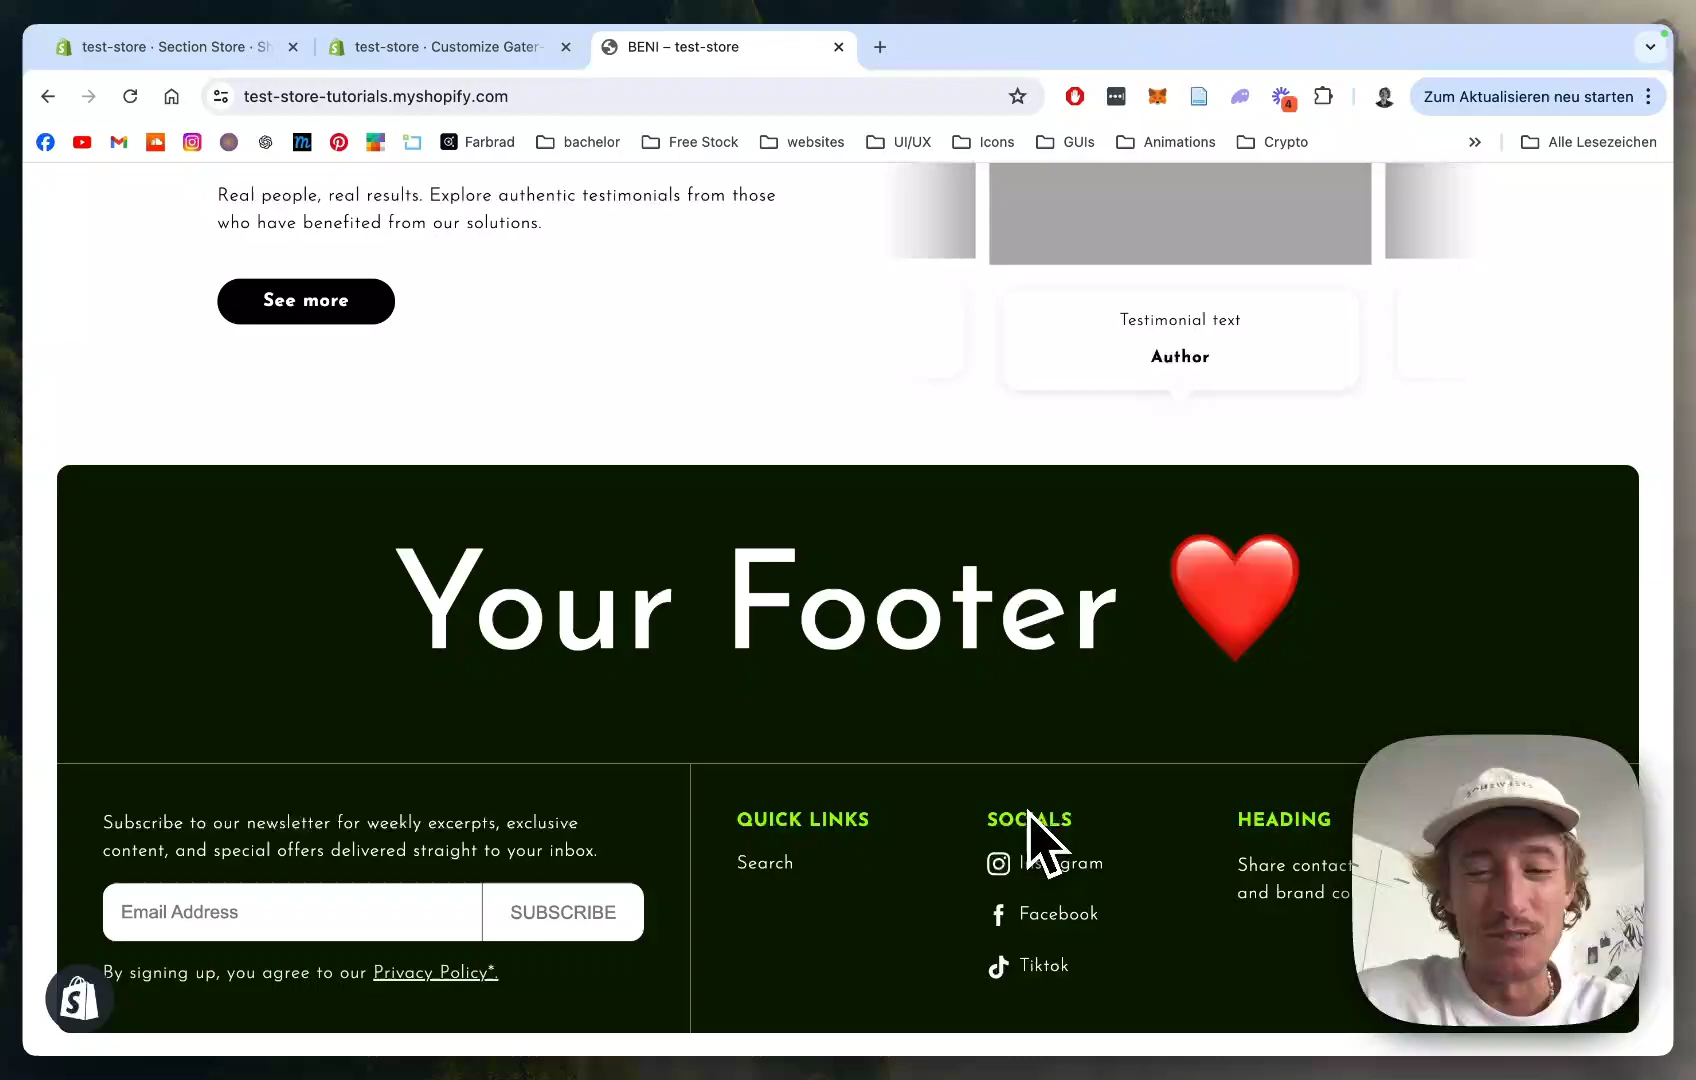 test-store · Section Store · Sh
test-store · Customize Gater-
BENI – test-store
test-store-tutorials.myshopify.com
4
Zum Aktualisieren neu starten
Farbrad
bachelor
Free Stock
websites
UI/UX
Icons
GUIs
Animations
Crypto
Alle Lesezeichen
Real people, real results. Explore authentic testimonials from those
who have benefited from our solutions.
See more
Testimonial text
Author
Your Footer ❤️
Subscribe to our newsletter for weekly excerpts, exclusive
content, and special offers delivered straight to your inbox.
Email Address
SUBSCRIBE
By signing up, you agree to our Privacy Policy*.
QUICK LINKS
Search
SOCIALS
Instagram
Facebook
Tiktok
HEADING
Share contact
and brand co